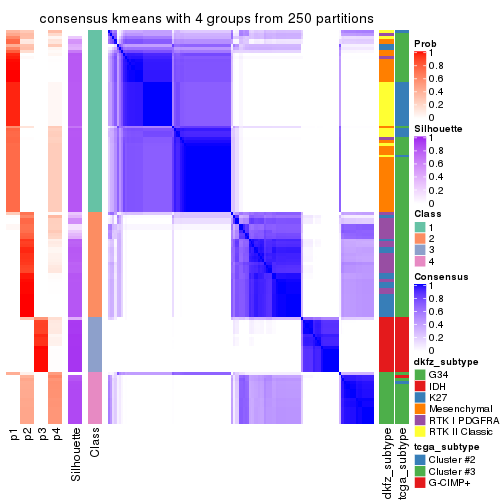 consensus kmeans with 4 groups from 250 partitions
p1
p2
p3
p4
Silhouette
Class
dkfz_subtype
tcga_subtype
Prob
1
0.8
0.6
0.4
0.2
0
Silhouette
1
0.8
0.6
0.4
0.2
0
Class
1
2
3
4
Consensus
1
0.8
0.6
0.4
0.2
0
dkfz_subtype
G34
IDH
K27
Mesenchymal
RTK I PDGFRA
RTK II Classic
tcga_subtype
Cluster #2
Cluster #3
G-CIMP+